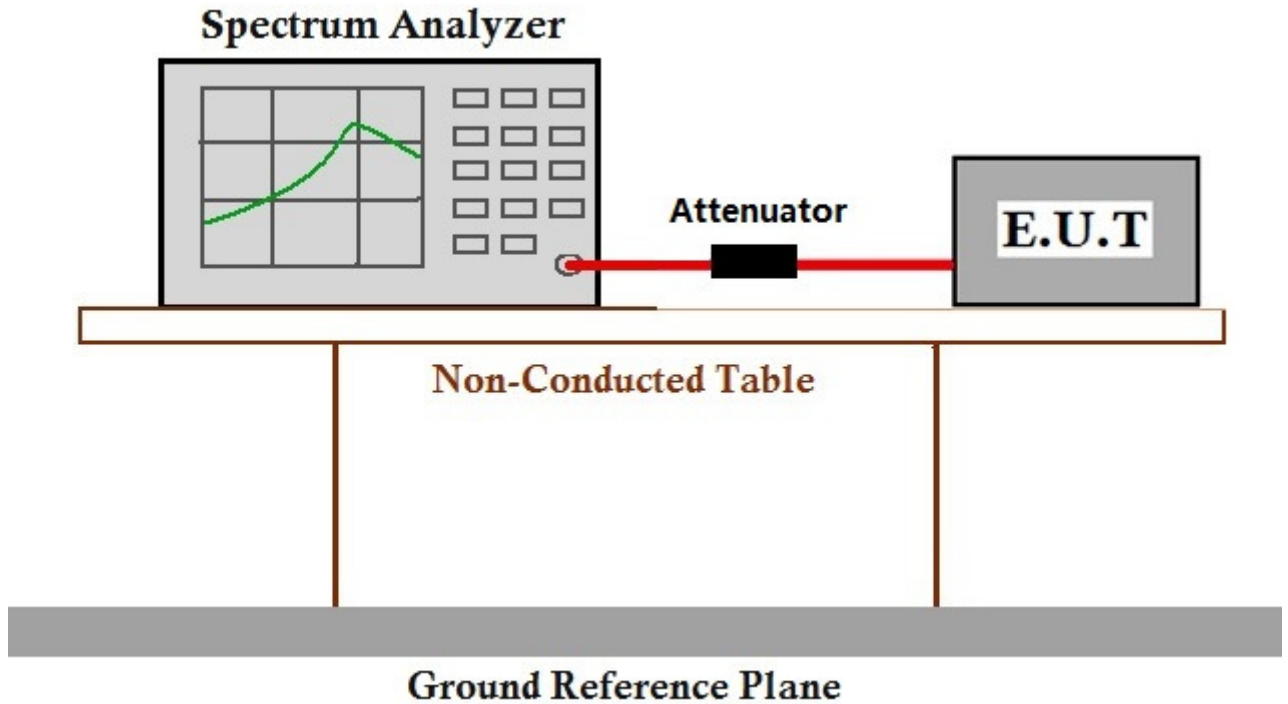 Spectrum Analyzer
Attenuator
E.U.T
Non-Conducted Table
Ground Reference Plane